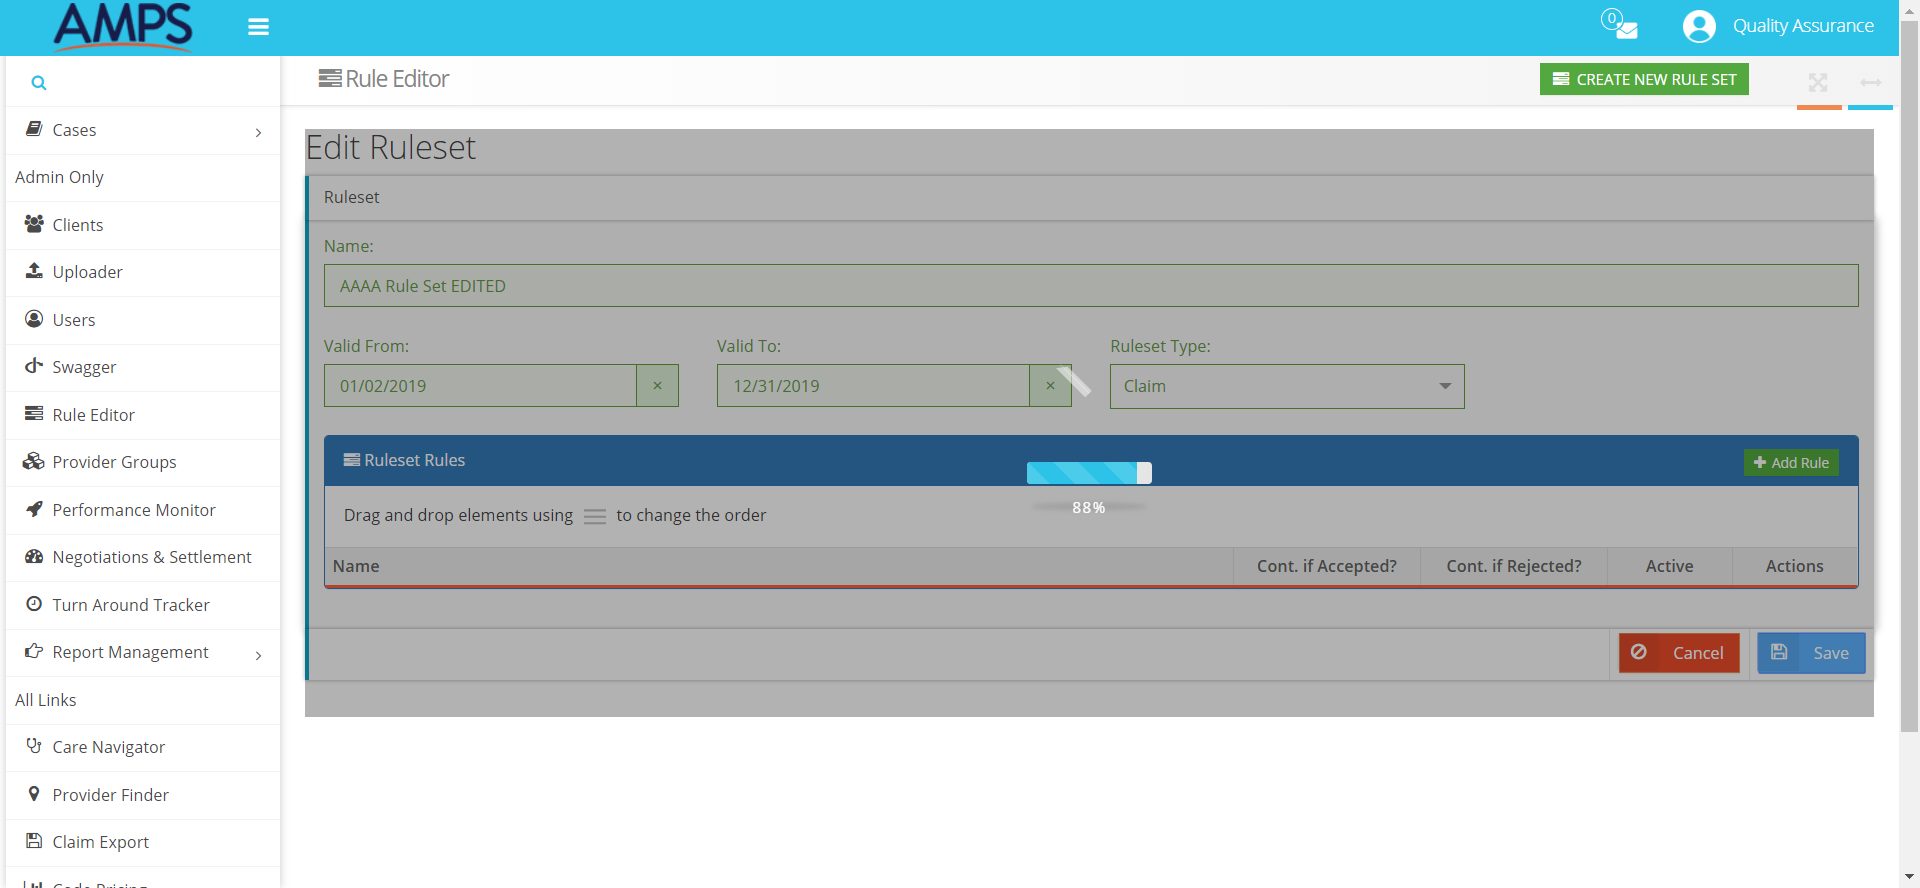 AMPS
0
Quality Assurance
Rule Editor
CREATE NEW RULE SET
Cases
Admin Only
Clients
Uploader
Users
Swagger
Rule Editor
Provider Groups
Performance Monitor
Negotiations & Settlement
Turn Around Tracker
Report Management
All Links
Care Navigator
Provider Finder
Claim Export
Code Pricing
Edit Ruleset
Ruleset
Name:
AAAA Rule Set EDITED
Valid From:
Valid To:
Ruleset Type:
01/02/2019 ×
12/31/2019 ×
Claim
Ruleset Rules
Add Rule
88%
Drag and drop elements using to change the order
Name
Cont. if Accepted?
Cont. if Rejected?
Active
Actions
Cancel
Save